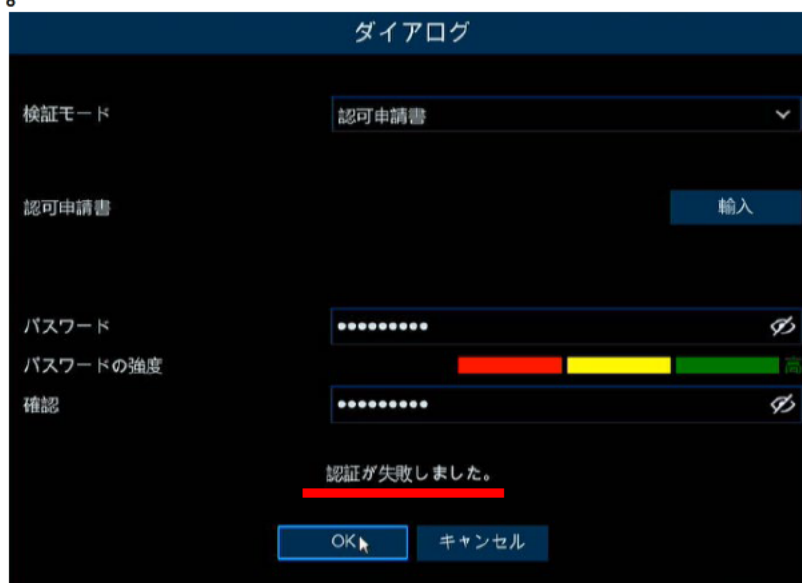 ダイアログ
検証モード 認可申請書
認可申請書 輸入
パスワード •••••••••
パスワードの強度 高
確認 •••••••••
認証が失敗しました。
OK キャンセル